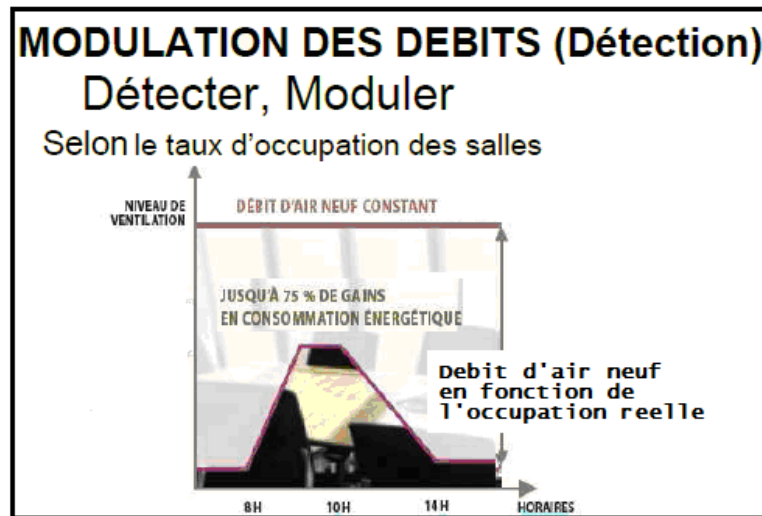 MODULATION DES DEBITS (Détection)
Détecter, Moduler
Selon le taux d'occupation des salles
NIVEAU DE
VENTILATION
DÉBIT D'AIR NEUF CONSTANT
JUSQU'À 75 % DE GAINS
EN CONSOMMATION ÉNERGÉTIQUE
Debit d'air neuf
en fonction de
l'occupation reelle
8H
10H
14H
HORAIRES